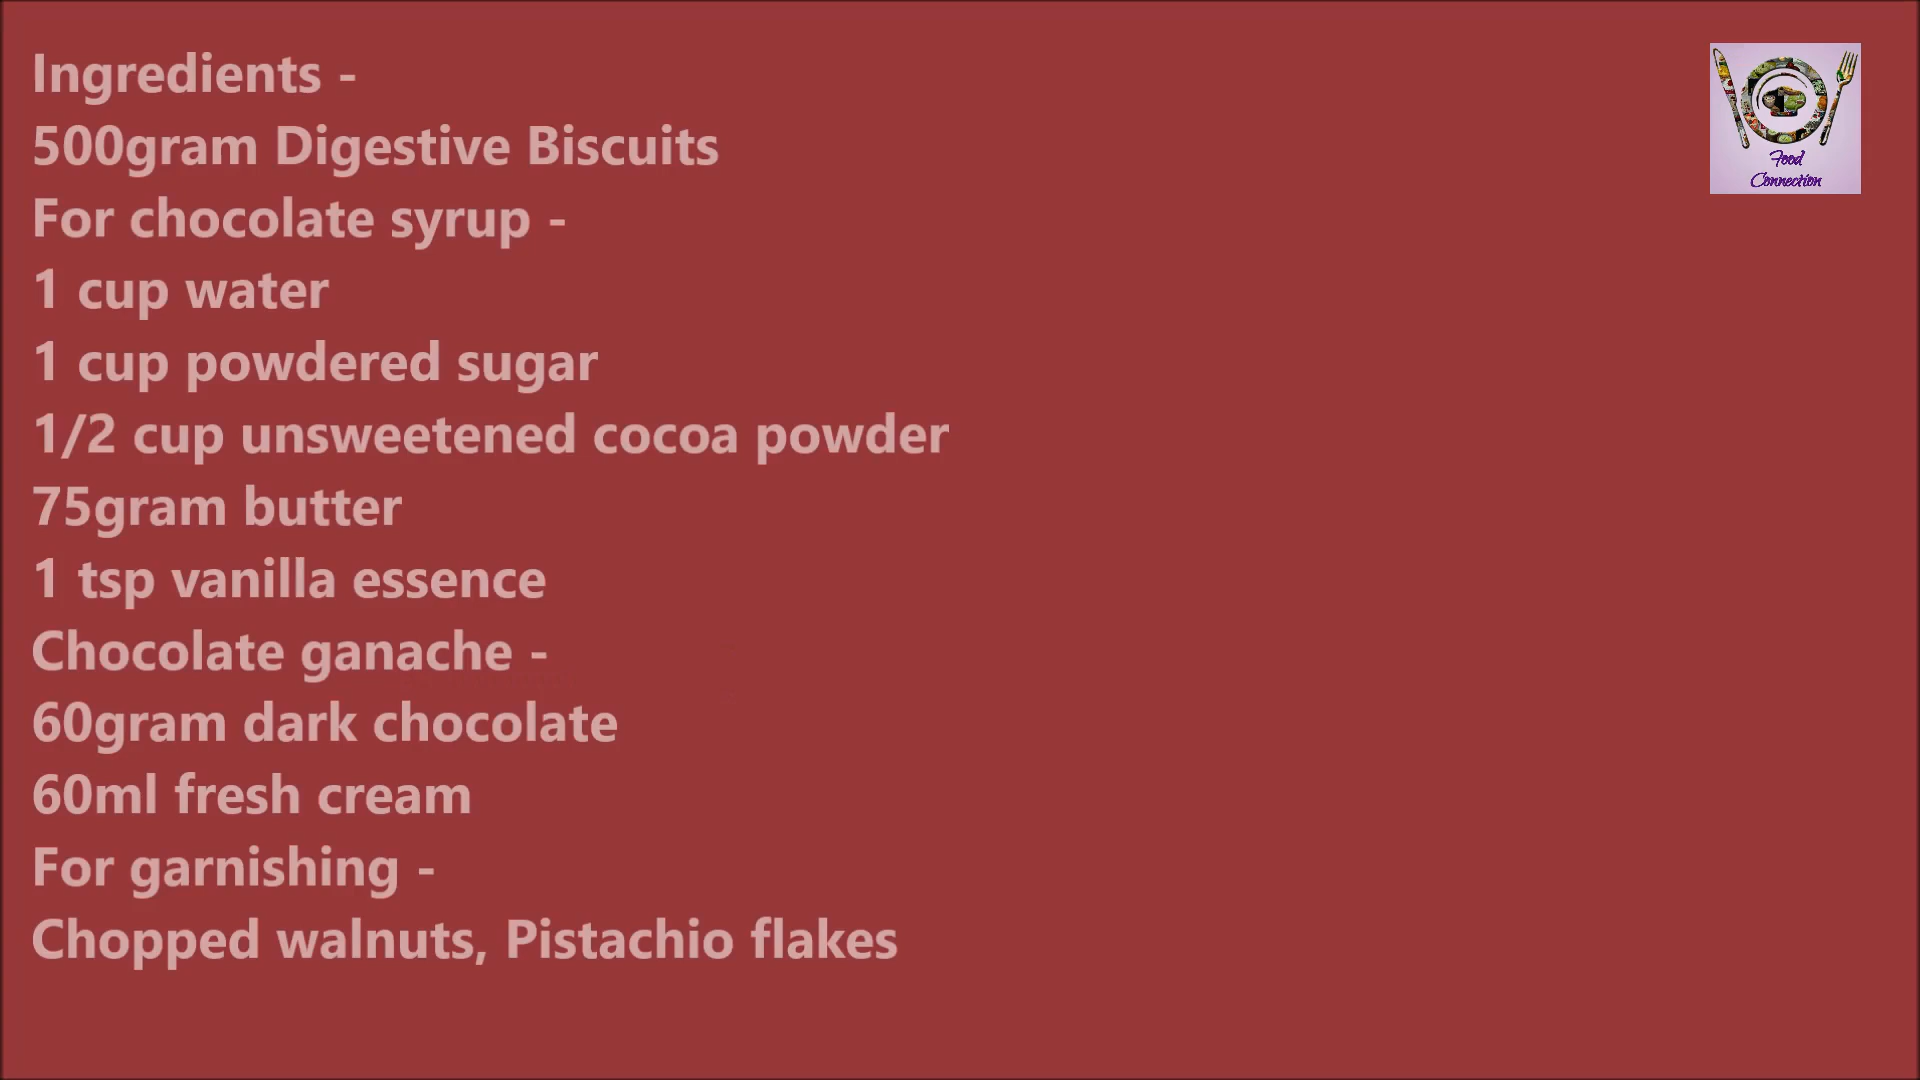 Ingredients -
500gram Digestive Biscuits
For chocolate syrup -
1 cup water
1 cup powdered sugar
1/2 cup unsweetened cocoa powder
75gram butter
1 tsp vanilla essence
Chocolate ganache -
60gram dark chocolate
60ml fresh cream
For garnishing -
Chopped walnuts, Pistachio flakes
Food
Connection